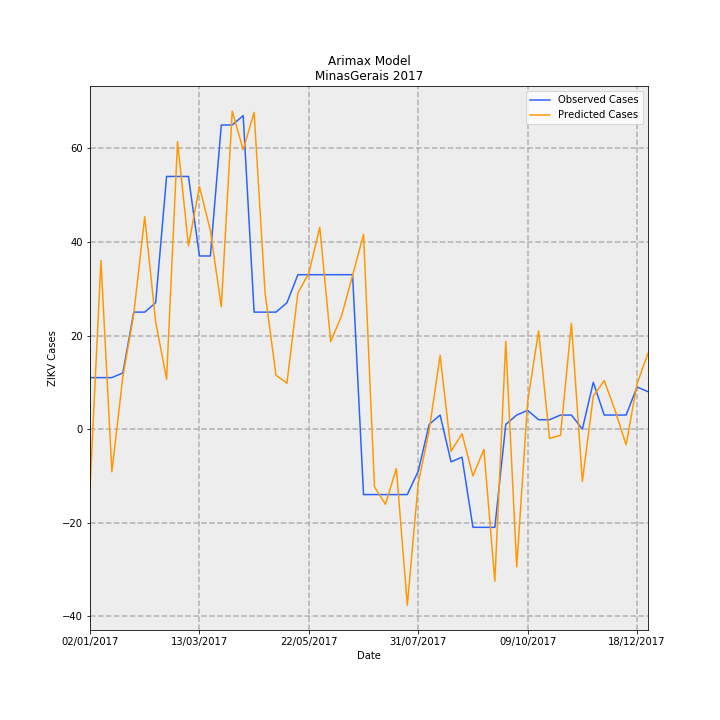 Arimax Model
MinasGerais 2017
Observed Cases
Predicted Cases
ZIKV Cases
60
40
20
0
−20
−40
02/01/2017
13/03/2017
22/05/2017
31/07/2017
09/10/2017
18/12/2017
Date